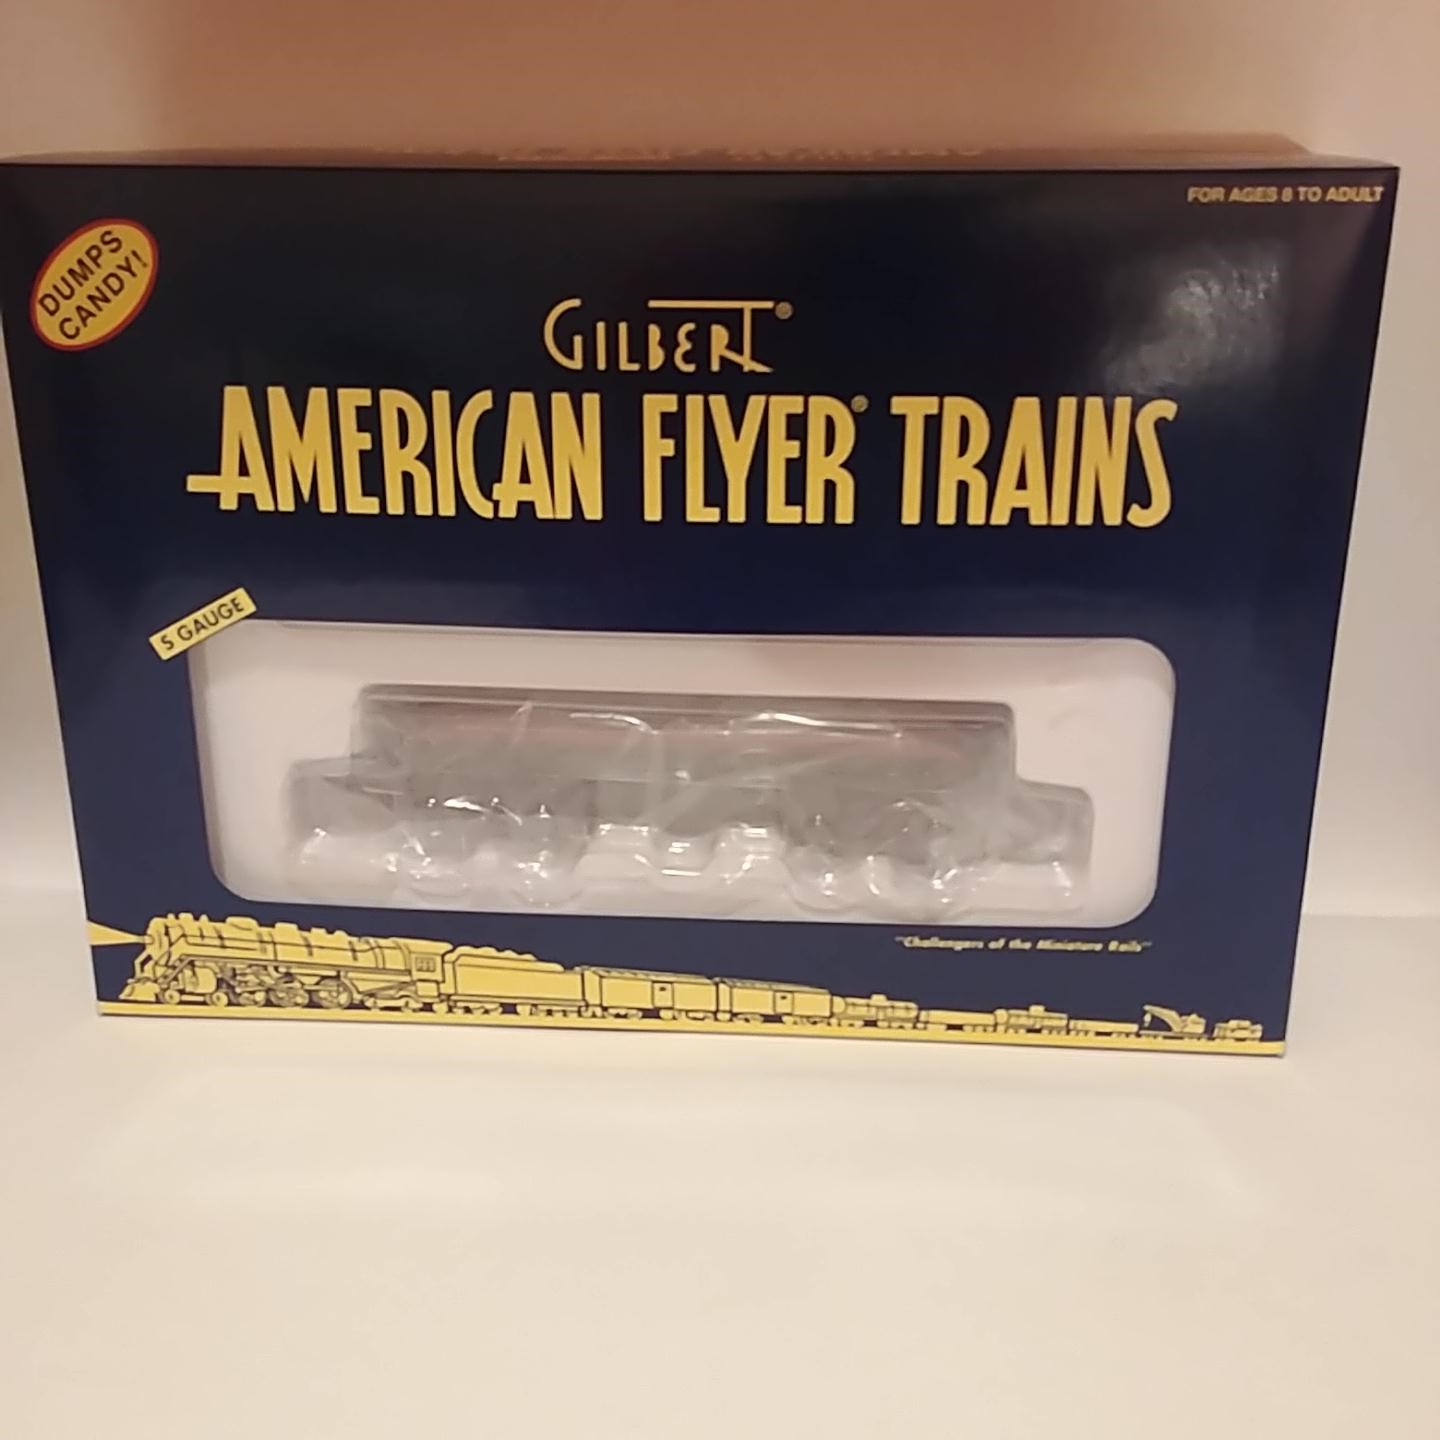 FOR AGES 8 TO ADULT
DUMPS
CANDY!
GILBERT®
AMERICAN FLYER® TRAINS
S GAUGE
"Challengers of the Miniature Rails"